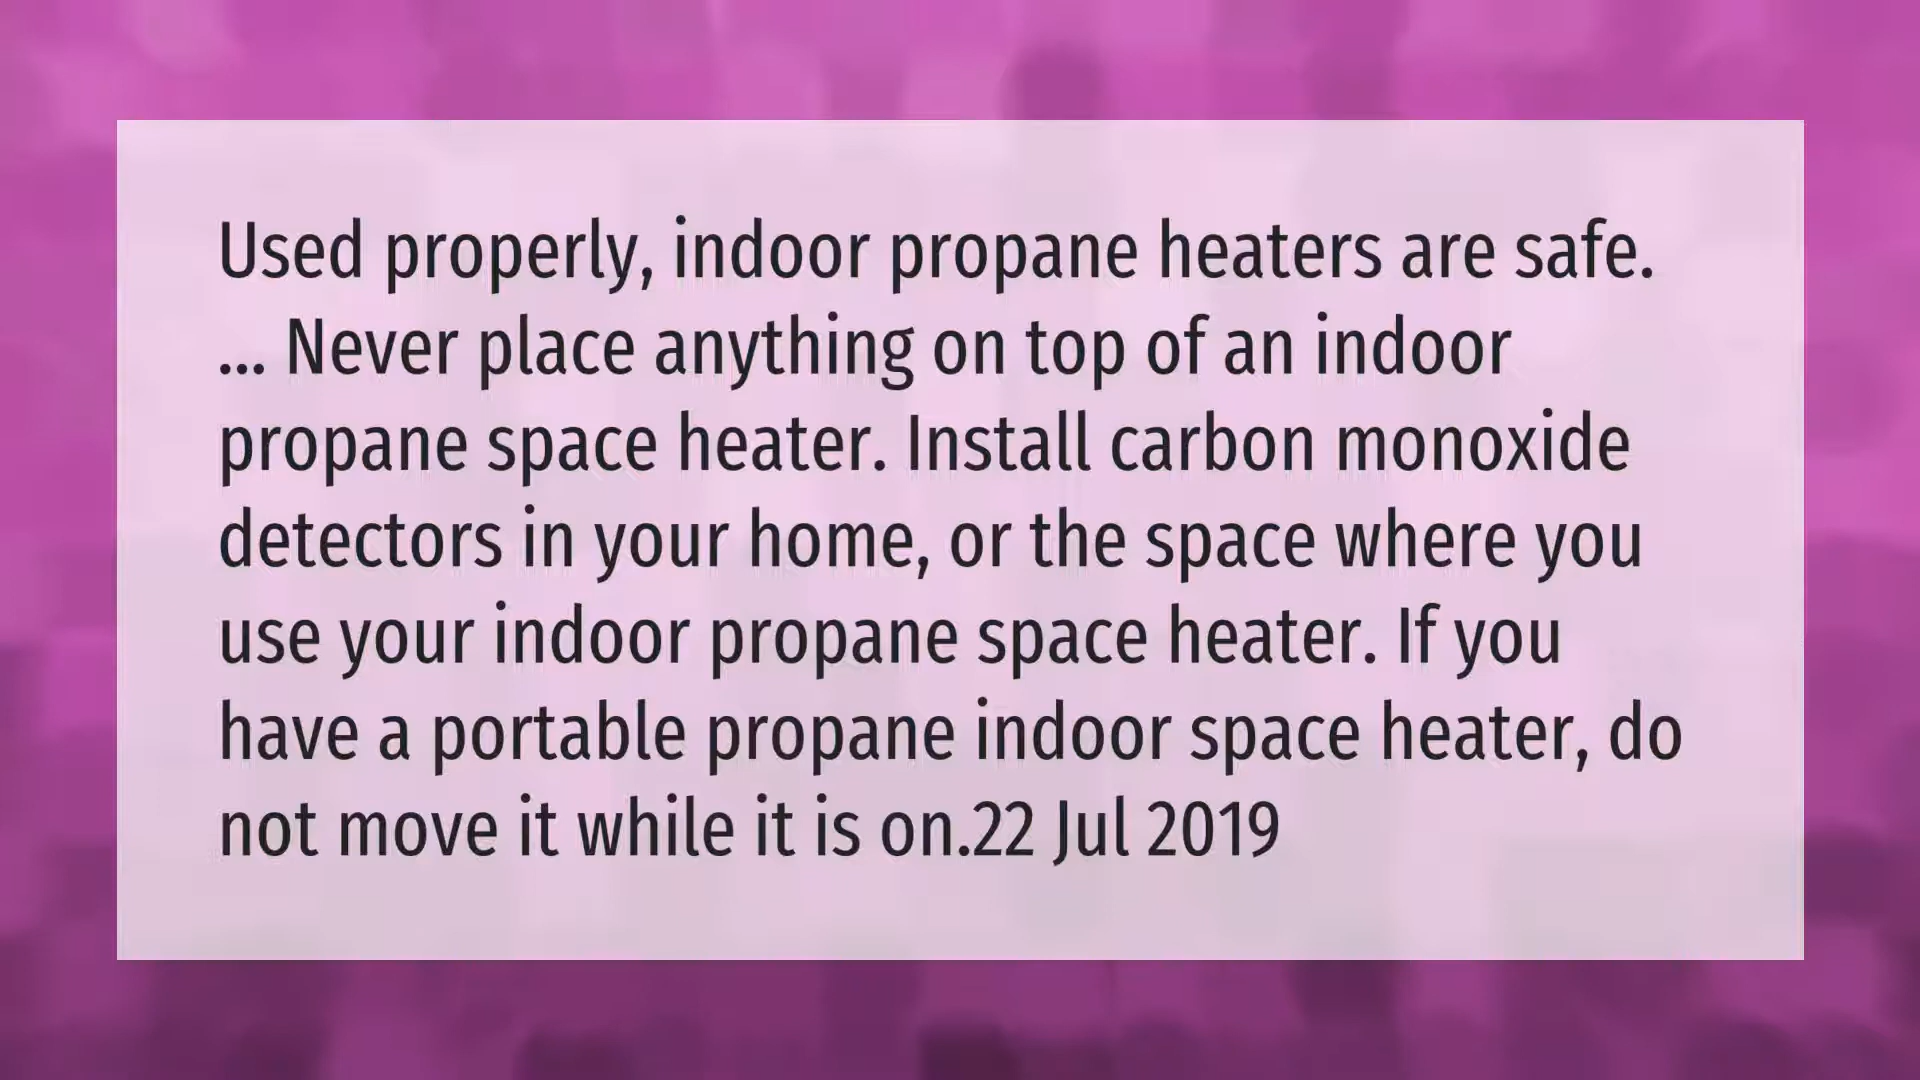 Used properly, indoor propane heaters are safe.
... Never place anything on top of an indoor
propane space heater. Install carbon monoxide
detectors in your home, or the space where you
use your indoor propane space heater. If you
have a portable propane indoor space heater, do
not move it while it is on.22 Jul 2019